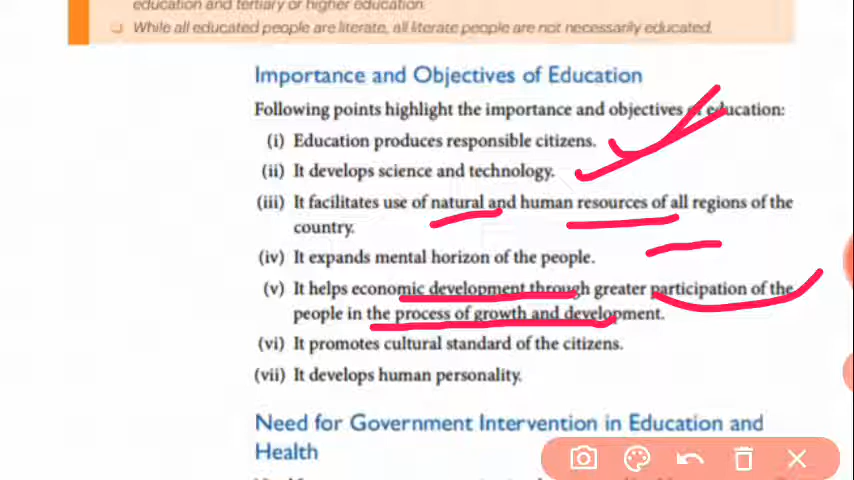 education and tertiary or higher education
While all educated people are literate, all literate people are not necessarily educated.
Importance and Objectives of Education
Following points highlight the importance and objectives of education:
(i) Education produces responsible citizens.
(ii) It develops science and technology.
(iii) It facilitates use of natural and human resources of all regions of the
country.
(iv) It expands mental horizon of the people.
(v) It helps economic development through greater participation of the
people in the process of growth and development.
(vi) It promotes cultural standard of the citizens.
(vii) It develops human personality.
Need for Government Intervention in Education and
Health